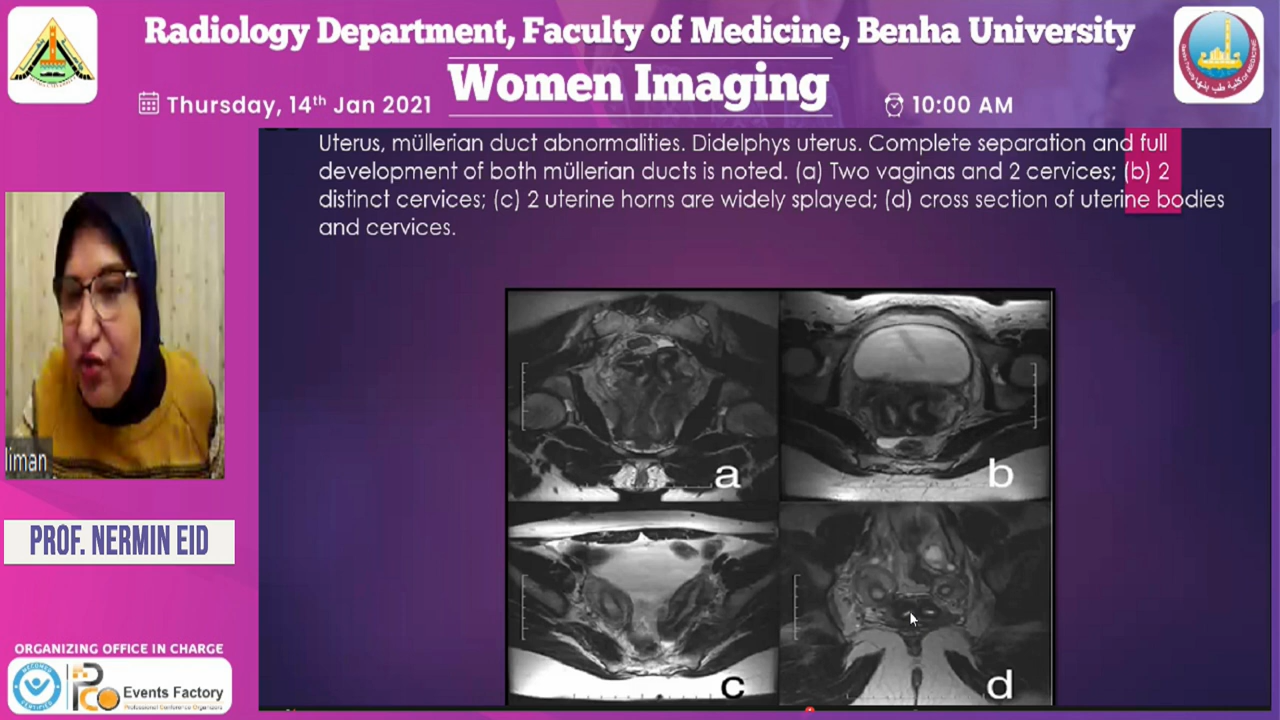 Radiology Department, Faculty of Medicine, Benha University
Women Imaging
Thursday, 14th Jan 2021
10:00 AM
Uterus, müllerian duct abnormalities. Didelphys uterus. Complete separation and full
development of both müllerian ducts is noted. (a) Two vaginas and 2 cervices; (b) 2
distinct cervices; (c) 2 uterine horns are widely splayed; (d) cross section of uterine bodies
and cervices.
a
b
c
d
liman
PROF. NERMIN EID
ORGANIZING OFFICE IN CHARGE
Events Factory
Professional Conference Organizers